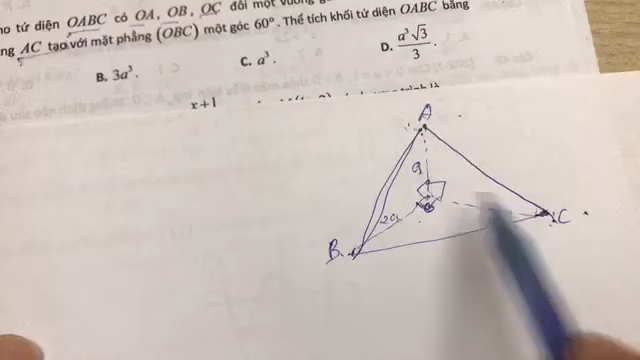 ho tứ diện OABC có OA, OB, OC đôi một vuông
ng AC tạo với mặt phẳng (OBC) một góc 60°. Thể tích khối tứ diện OABC bằng
B. 3a³.
C. a³.
D. a³√3/3.
x+1
A
a
2a
B
C